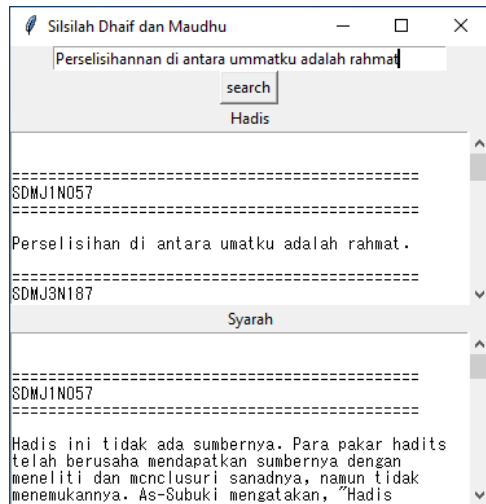 Silsilah Dhaif dan Maudhu
Perselisihannan di antara ummatku adalah rahmat
search
Hadis
=============================================
SDMJ1N057
=============================================
Perselisihan di antara umatku adalah rahmat.
=============================================
SDMJ3N187
Syarah
=============================================
SDMJ1N057
=============================================
Hadis ini tidak ada sumbernya. Para pakar hadits
telah berusaha mendapatkan sumbernya dengan
meneliti dan mcnclusuri sanadnya, namun tidak
menemukannya. As-Subuki mengatakan, "Hadis